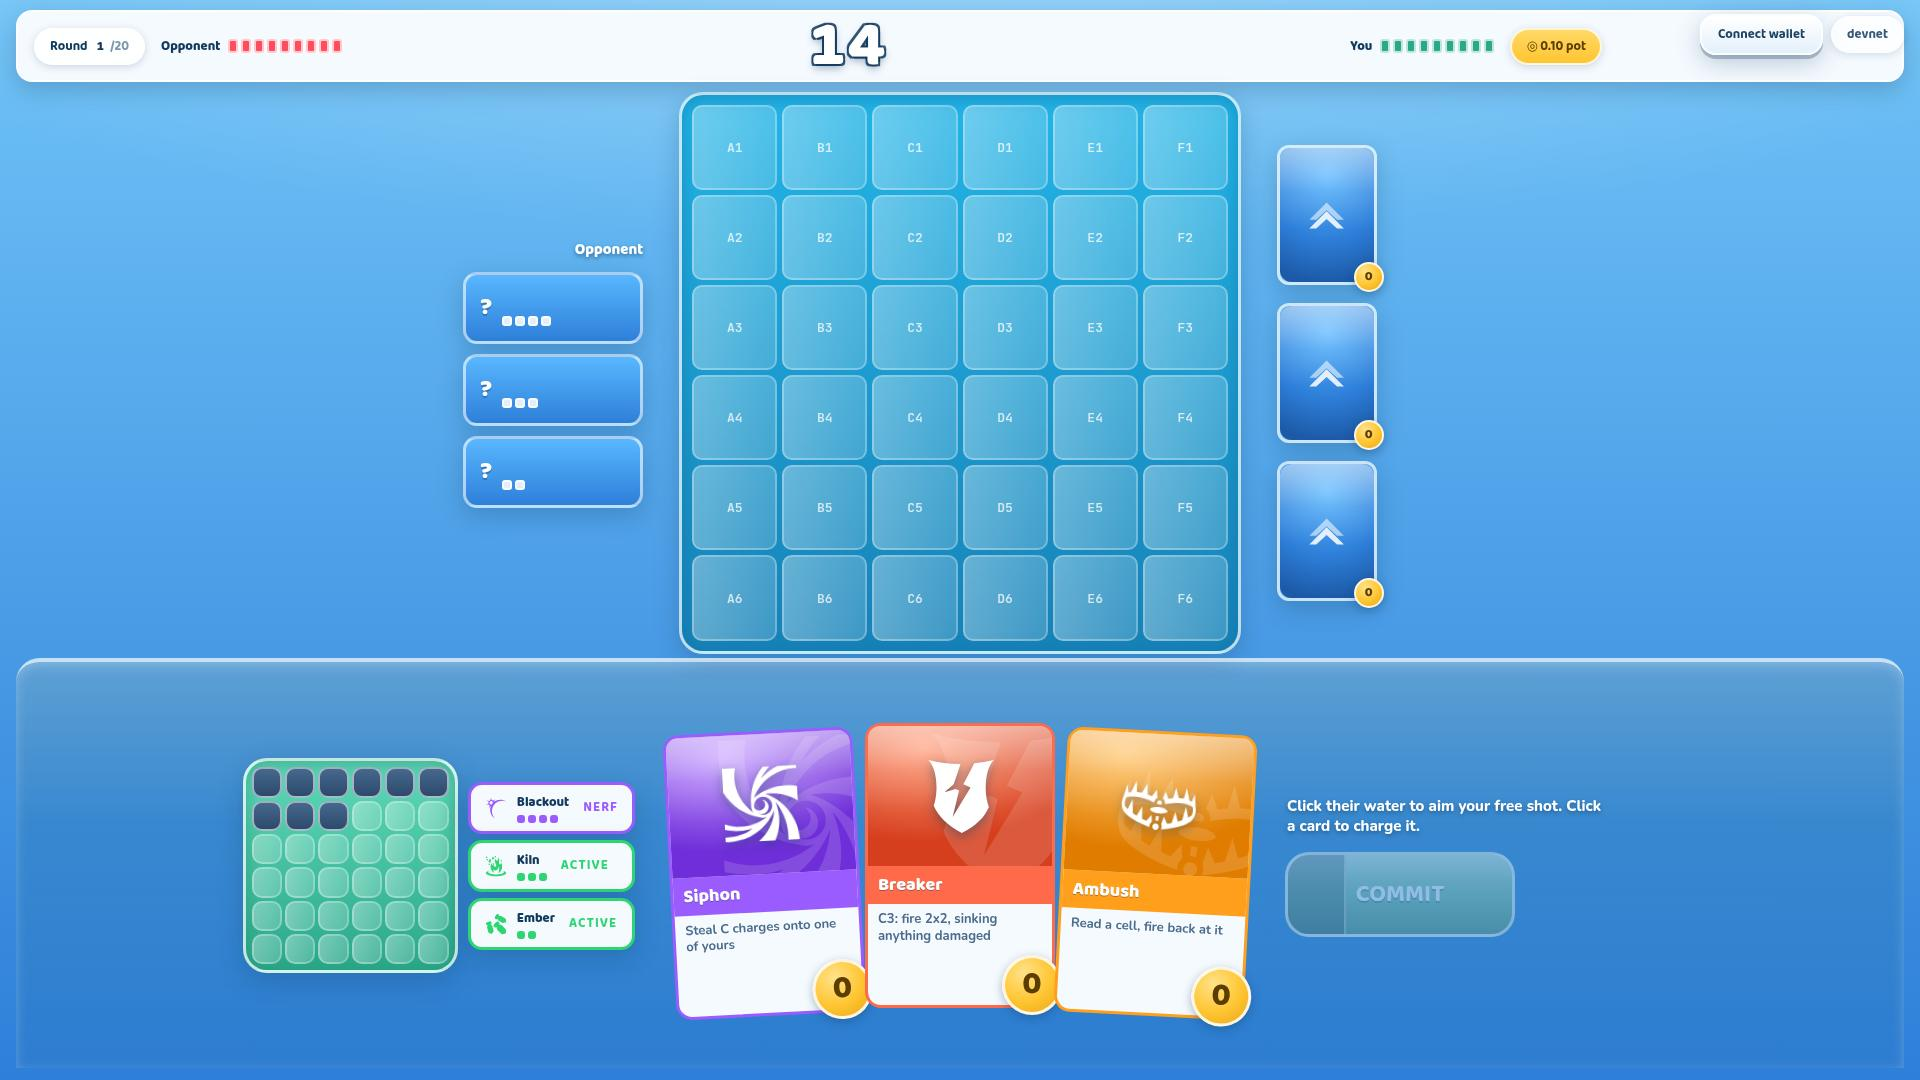 Round 1 /20
Opponent
14
You
◎ 0.10 pot
Connect wallet
devnet
Opponent
?
?
?
A1 B1 C1 D1 E1 F1
A2 B2 C2 D2 E2 F2
A3 B3 C3 D3 E3 F3
A4 B4 C4 D4 E4 F4
A5 B5 C5 D5 E5 F5
A6 B6 C6 D6 E6 F6
0
0
0
Blackout NERF
Kiln ACTIVE
Ember ACTIVE
Siphon
Steal C charges onto one
of yours
0
Breaker
C3: fire 2x2, sinking
anything damaged
0
Ambush
Read a cell, fire back at it
0
Click their water to aim your free shot. Click
a card to charge it.
COMMIT